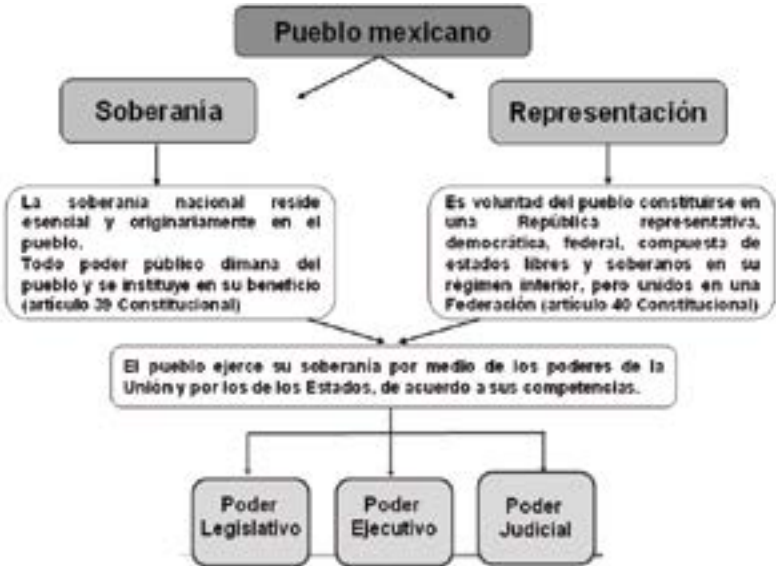 Pueblo mexicano
Soberanía
Representación
La soberanía nacional reside
esencial y originariamente en el
pueblo.
Todo poder público dimana del
pueblo y se instituye en su beneficio
(artículo 39 Constitucional)
Es voluntad del pueblo constituirse en
una República representativa,
democrática, federal, compuesta de
estados libres y soberanos en su
régimen interior, pero unidos en una
Federación (artículo 40 Constitucional)
El pueblo ejerce su soberanía por medio de los poderes de la
Unión y por los de los Estados, de acuerdo a sus competencias.
Poder
Legislativo
Poder
Ejecutivo
Poder
Judicial